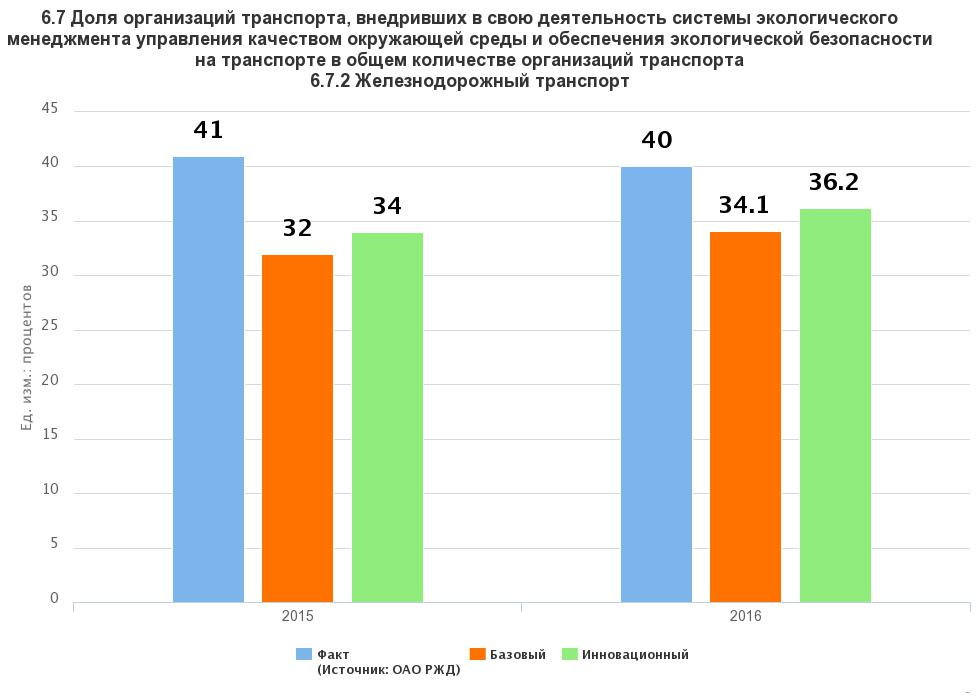 6.7 Доля организаций транспорта, внедривших в свою деятельность системы экологического
менеджмента управления качеством окружающей среды и обеспечения экологической безопасности
на транспорте в общем количестве организаций транспорта
6.7.2 Железнодорожный транспорт
Ед. изм.: процентов
45
40
35
30
25
20
15
10
5
0
41
32
34
40
34.1
36.2
2015
2016
Факт
(Источник: ОАО РЖД)
Базовый
Инновационный